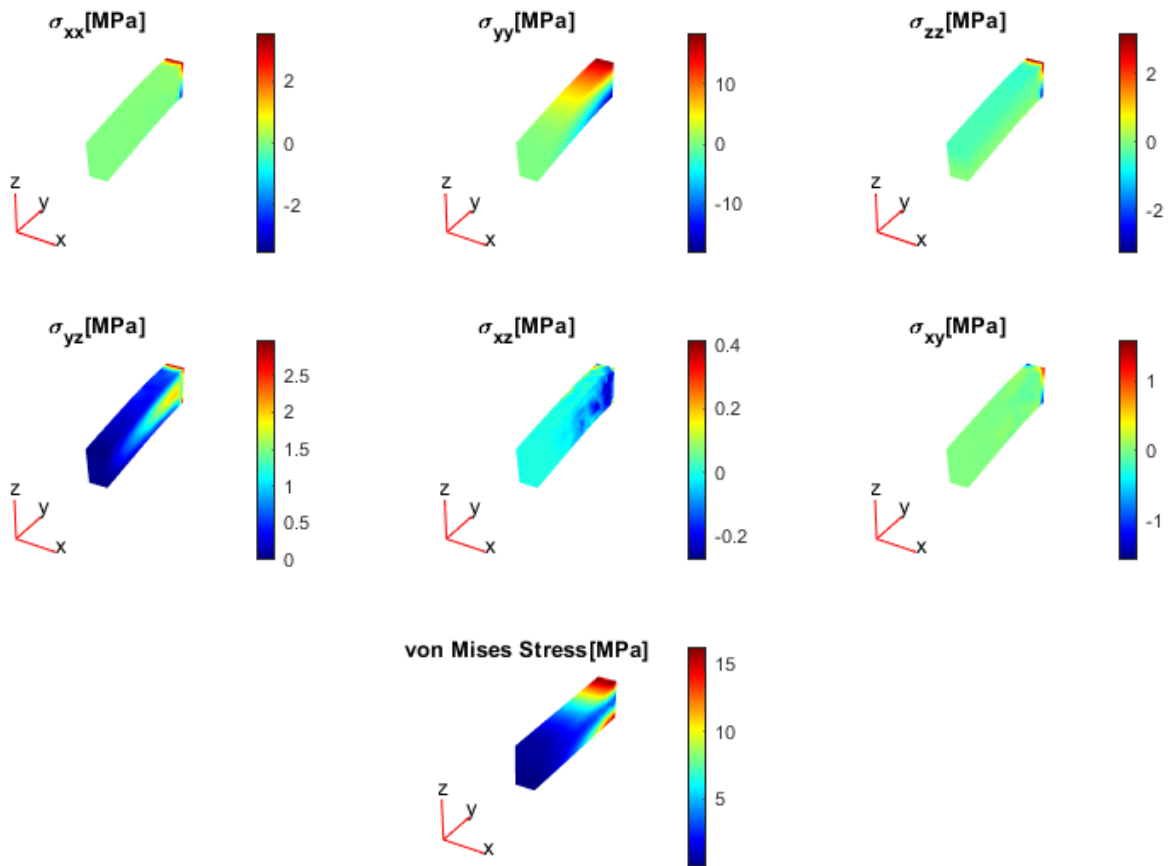 σxx[MPa]
2
0
-2
z
y
x
σyy[MPa]
10
0
-10
z
y
x
σzz[MPa]
2
0
-2
z
y
x
σyz[MPa]
2.5
2
1.5
1
0.5
0
z
y
x
σxz[MPa]
0.4
0.2
0
-0.2
z
y
x
σxy[MPa]
1
0
-1
z
y
x
von Mises Stress[MPa]
15
10
5
z
y
x